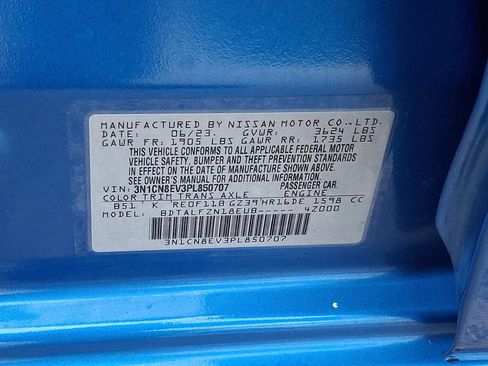 MANUFACTURED BY NISSAN MOTOR CO., LTD.
DATE: 06/23. GVWR: 3624 LBS
GAWR FR: 1905 LBS GAWR RR: 1735 LBS
THIS VEHICLE CONFORMS TO ALL APPLICABLE FEDERAL MOTOR
VEHICLE SAFETY, BUMPER AND THEFT PREVENTION STANDARDS
IN EFFECT ON THE DATE OF MANUFACTURE SHOWN ABOVE.
SEE OWNER'S MANUAL FOR ADDITIONAL INFORMATION
VIN: 3N1CN8EV3PL850707 PASSENGER CAR.
COLOR TRIM TRANS AXLE ENGINE
B51 K RE0F11B GZ39 HR16DE 1598 CC
MODEL: BDTALFZN18EUB----- 4Z000
3N1CN8EV3PL850707